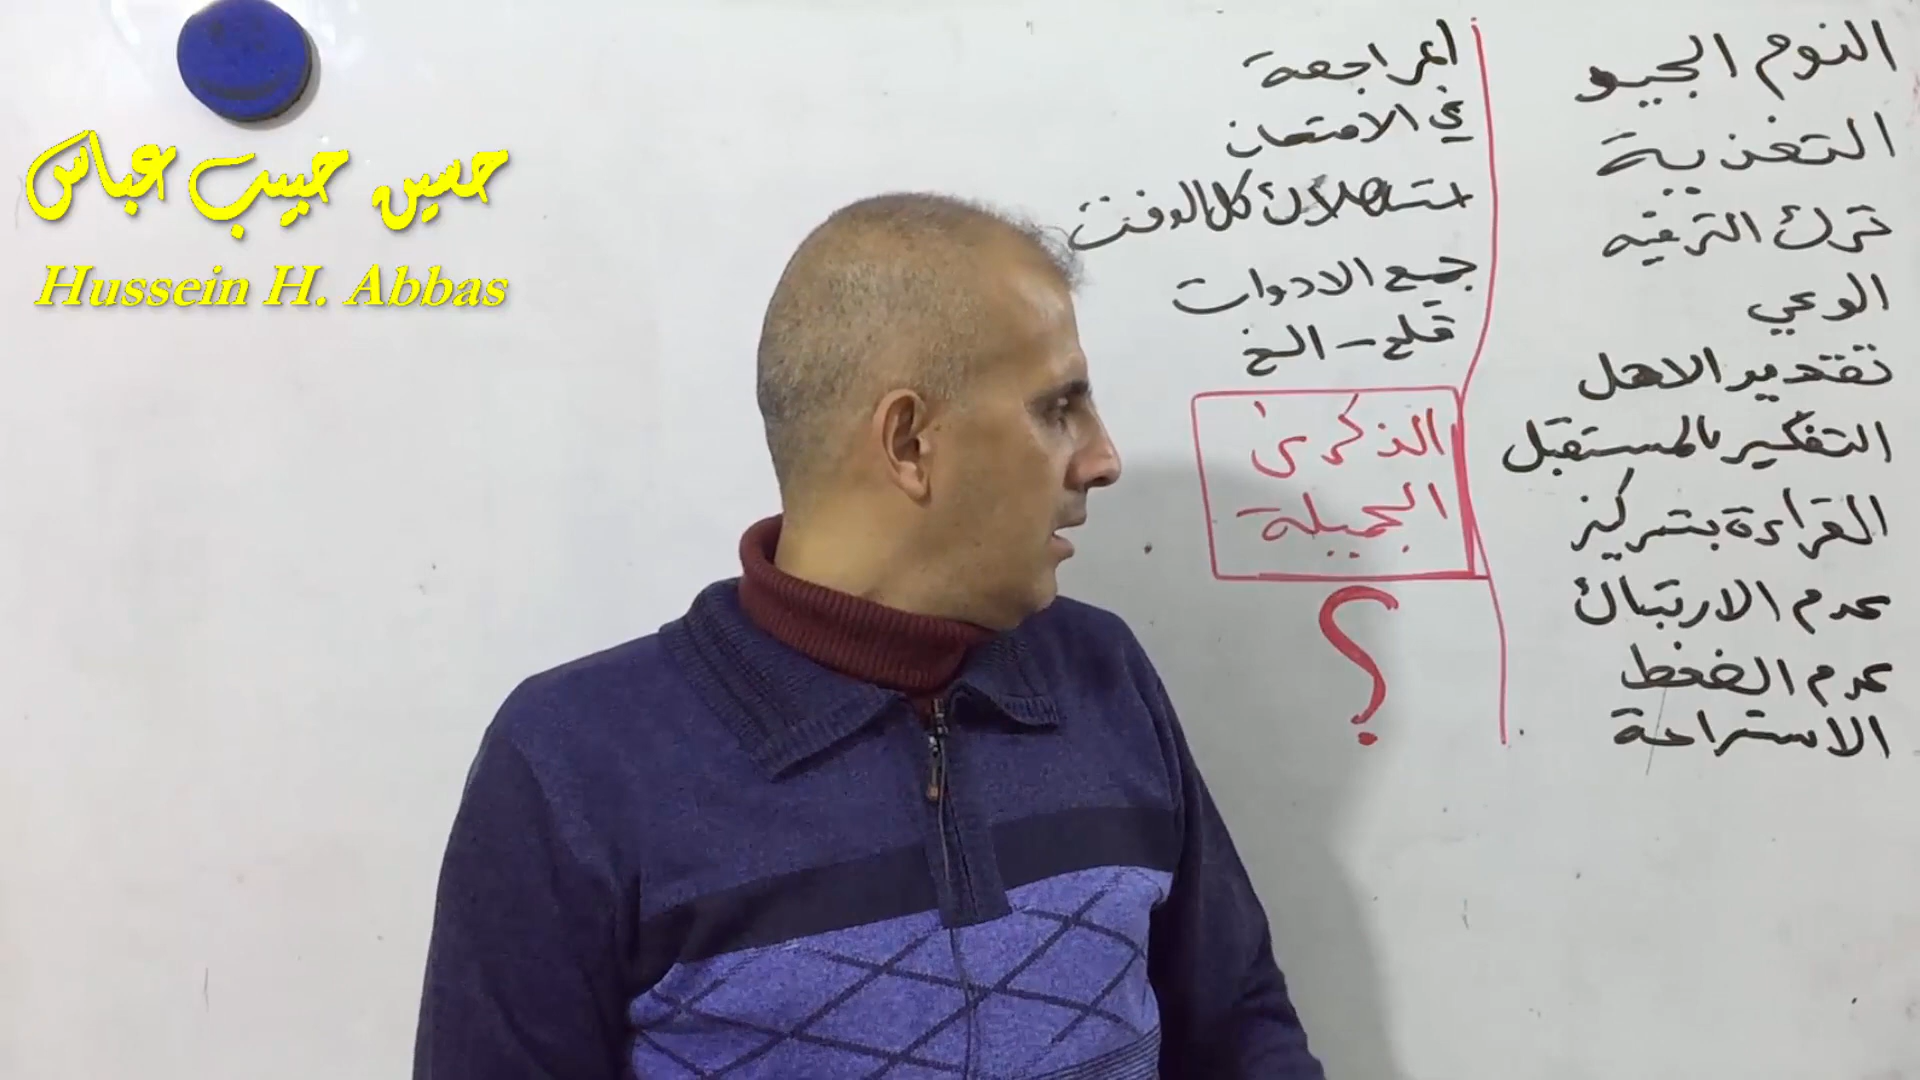 النوم الجيد
التغذية
ترك الترفيه
الوعي
تقدير الاهل
التفكير بالمستقبل
القراءة بتركيز
عدم الارتباك
عدم الضغط
الاستراحة
المراجعة
في الامتحان
استهلاك كل الوقت
جميع الادوات
قلم - الخ
الذكرى
الجميلة
؟
حسين حبيب عباس
Hussein H. Abbas